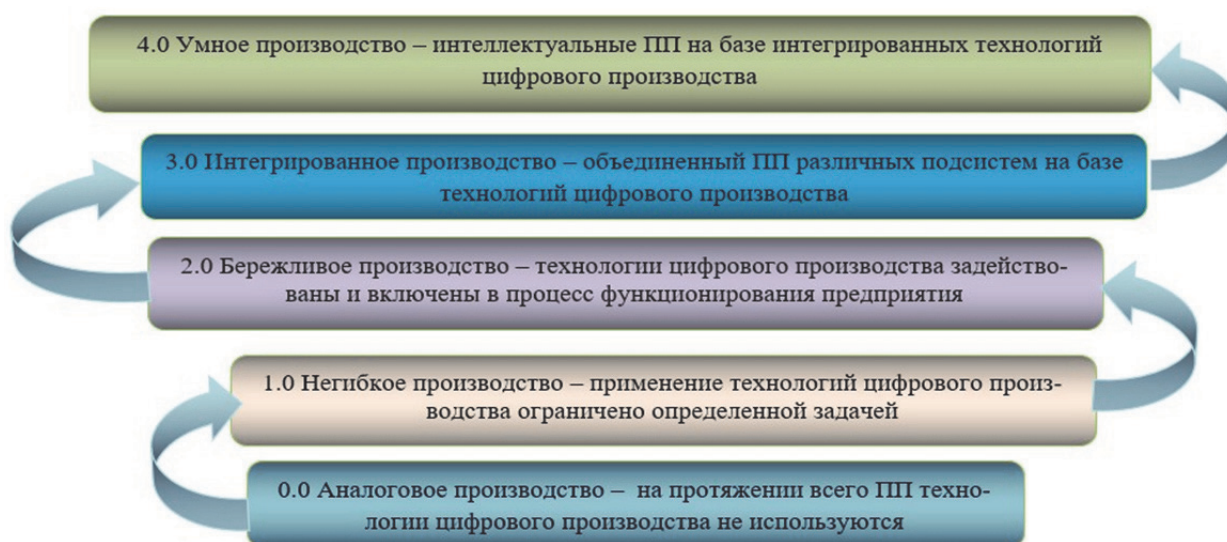 4.0 Умное производство – интеллектуальные ПП на базе интегрированных технологий
цифрового производства
3.0 Интегрированное производство – объединенный ПП различных подсистем на базе
технологий цифрового производства
2.0 Бережливое производство – технологии цифрового производства задейство-
ваны и включены в процесс функционирования предприятия
1.0 Негибкое производство – применение технологий цифрового произ-
водства ограничено определенной задачей
0.0 Аналоговое производство – на протяжении всего ПП техно-
логии цифрового производства не используются